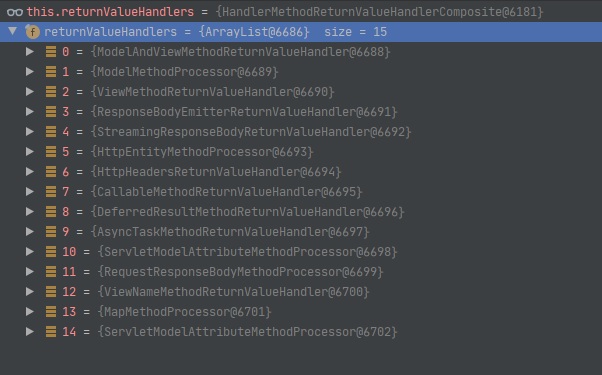 this.returnValueHandlers = {HandlerMethodReturnValueHandlerComposite@6181}
returnValueHandlers = {ArrayList@6686} size = 15
0 = {ModelAndViewMethodReturnValueHandler@6688}
1 = {ModelMethodProcessor@6689}
2 = {ViewMethodReturnValueHandler@6690}
3 = {ResponseBodyEmitterReturnValueHandler@6691}
4 = {StreamingResponseBodyReturnValueHandler@6692}
5 = {HttpEntityMethodProcessor@6693}
6 = {HttpHeadersReturnValueHandler@6694}
7 = {CallableMethodReturnValueHandler@6695}
8 = {DeferredResultMethodReturnValueHandler@6696}
9 = {AsyncTaskMethodReturnValueHandler@6697}
10 = {ServletModelAttributeMethodProcessor@6698}
11 = {RequestResponseBodyMethodProcessor@6699}
12 = {ViewNameMethodReturnValueHandler@6700}
13 = {MapMethodProcessor@6701}
14 = {ServletModelAttributeMethodProcessor@6702}